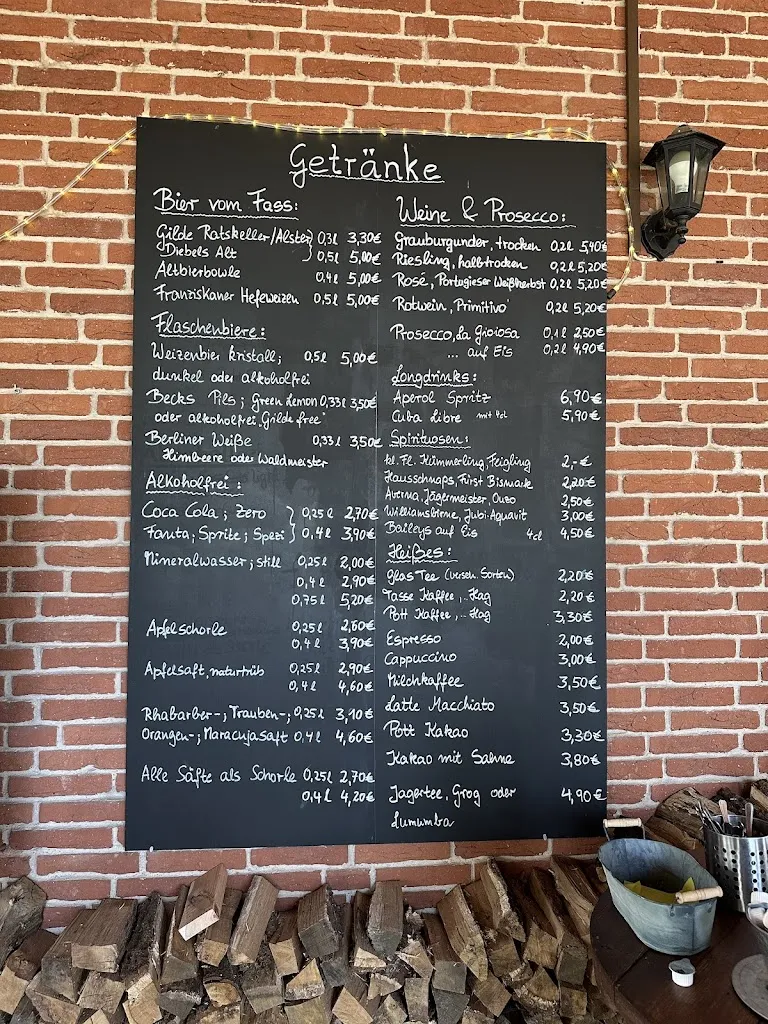 Getränke
Bier vom Fass:
Gilde Ratskeller/Alster 0,3l 3,30€
Diebels Alt 0,5l 5,00€
Altbierbowle 0,4l 5,00€
Franziskaner Hefeweizen 0,5l 5,00€
Flaschenbiere:
Weizenbier kristall; 0,5l 5,00€
dunkel oder alkoholfrei
Becks Pils; Green Lemon 0,33l 3,50€
oder alkoholfrei „Gilde free"
Berliner Weiße 0,33l 3,50€
Himbeere oder Waldmeister
Alkoholfrei:
Coca Cola; Zero 0,25l 2,70€
Fanta; Sprite; Spezi 0,4l 3,90€
Mineralwasser; still 0,25l 2,00€
0,4l 2,90€
0,75l 5,20€
Apfelschorle 0,25l 2,60€
0,4l 3,90€
Apfelsaft, naturtrüb 0,25l 2,90€
0,4l 4,60€
Rhabarber-; Trauben-; 0,25l 3,10€
Orangen-; Maracujasaft 0,4l 4,60€
Alle Säfte als Schorle 0,25l 2,70€
0,4l 4,20€
Weine & Prosecco:
Grauburgunder, trocken 0,2l 5,90€
Riesling, halbtrocken 0,2l 5,20€
Rosé, Portugieser Weißherbst 0,2l 5,20€
Rotwein, Primitivo 0,2l 5,20€
Prosecco, La Gioiosa 0,1l 2,50€
... auf Eis 0,2l 4,90€
Longdrinks:
Aperol Spritz 6,90€
Cuba Libre mit 4cl 5,90€
Spirituosen:
kl. Fl. Kümmerling; Feigling 2,-€
Hausschnaps, Fürst Bismark 2,20€
Averna, Jägermeister, Ouzo 2,50€
Williamsbirne, Jubi-Aquavit 3,00€
Baileys auf Eis 4cl 4,50€
Heißes:
Glas Tee (versch. Sorten) 2,20€
Tasse Kaffee, .. Hag 2,20€
Pott Kaffee, .. Hag 3,30€
Espresso 2,00€
Cappuccino 3,00€
Milchkaffee 3,50€
Latte Macchiato 3,50€
Pott Kakao 3,30€
Kakao mit Sahne 3,80€
Jagertee, Grog oder 4,90€
Lumumba